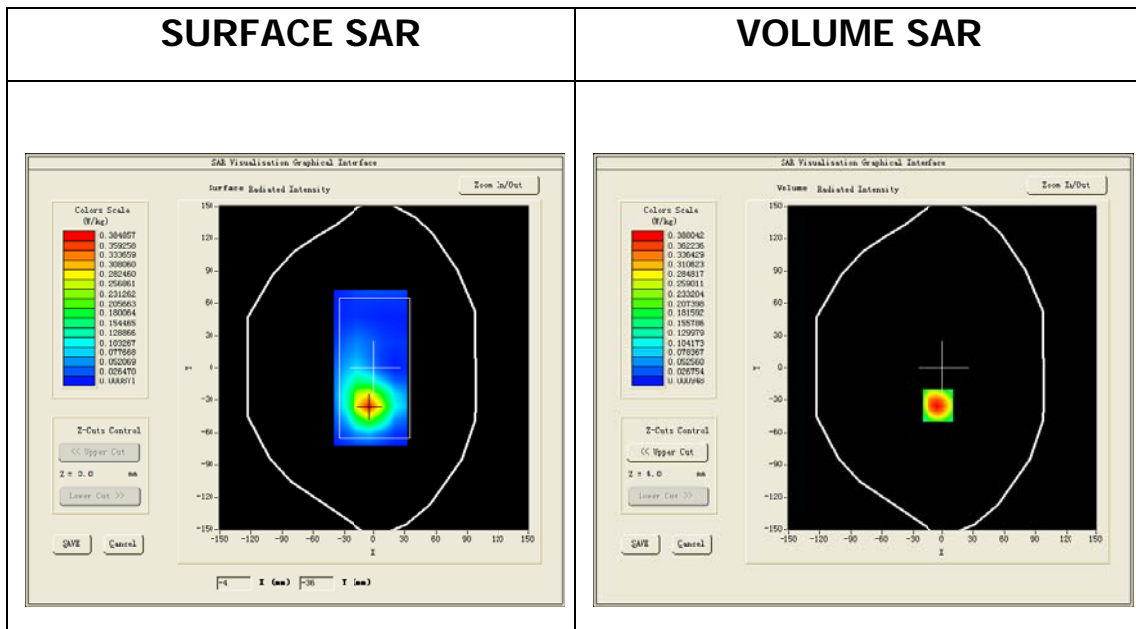 SURFACE SAR
VOLUME SAR
SAR Visualisation Graphical Interface
Surface Radiated Intensity
Zoom In/Out
Colors Scale
(W/kg)
0.384857
0.359258
0.333659
0.308060
0.282460
0.256861
0.231262
0.205663
0.180064
0.154465
0.128866
0.103267
0.077668
0.052069
0.026470
0.000871
150
120
90
60
30
0
-30
-60
-90
-120
-150
Y
-150 -120 -90 -60 -30 0 30 60 90 120 150
X
Z-Cuts Control
<< Upper Cut
Z = mm
Lower Cut >>
SAVE
Cancel
-4 X (mm) -36 Y (mm)
SAR Visualisation Graphical Interface
Volume Radiated Intensity
Zoom In/Out
Colors Scale
(W/kg)
0.388042
0.362236
0.336429
0.310623
0.284817
0.259011
0.233204
0.207398
0.181592
0.155786
0.129979
0.104173
0.078367
0.052560
0.026754
0.000948
150
120
90
60
30
0
-30
-60
-90
-120
-150
Y
-150 -120 -90 -60 -30 0 30 60 90 120 150
X
Z-Cuts Control
<< Upper Cut
Z = 4.0 mm
Lower Cut >>
SAVE
Cancel